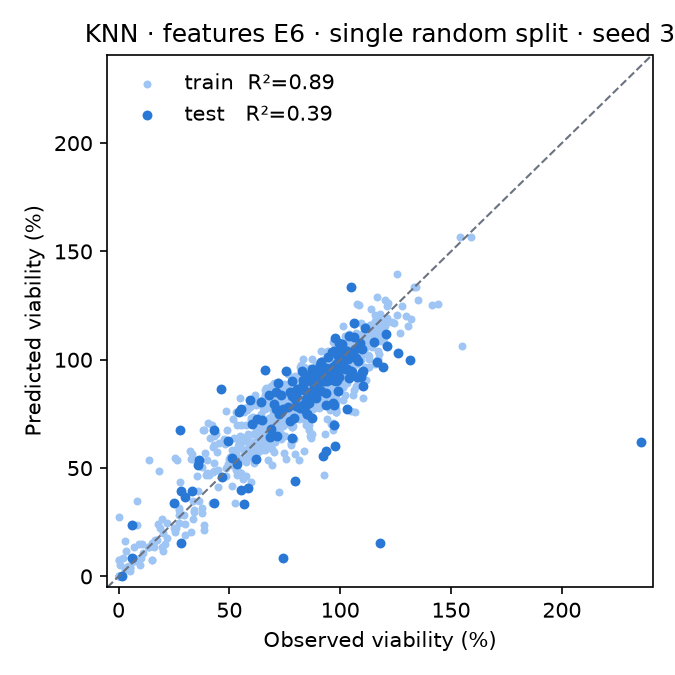 KNN · features E6 · single random split · seed 3
train R²=0.89
test R²=0.39
200
150
100
50
0
Predicted viability (%)
0 50 100 150 200
Observed viability (%)